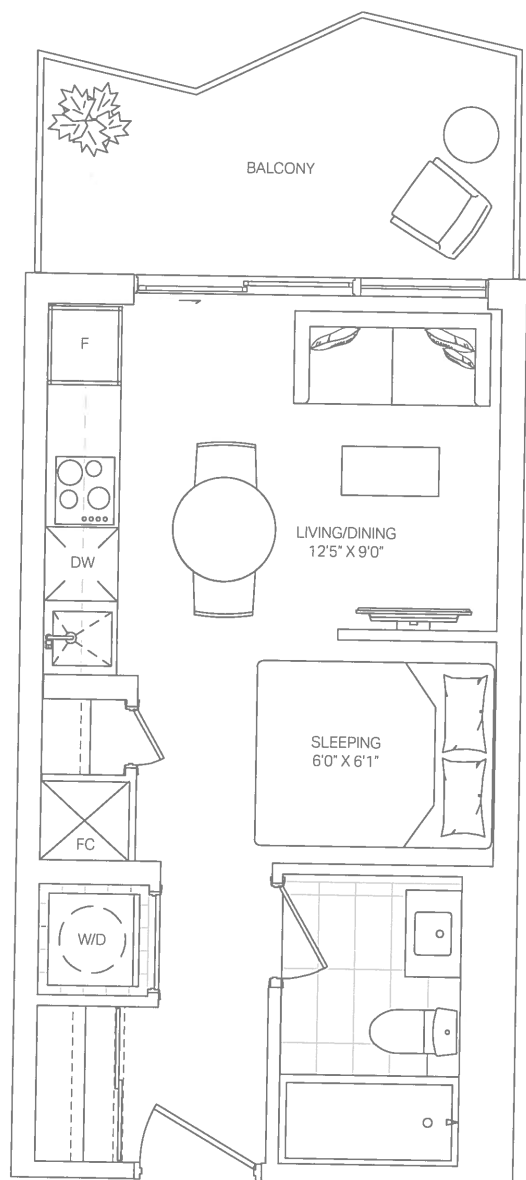 BALCONY
F
LIVING/DINING
12'5" X 9'0"
DW
SLEEPING
6'0" X 6'1"
FC
W/D